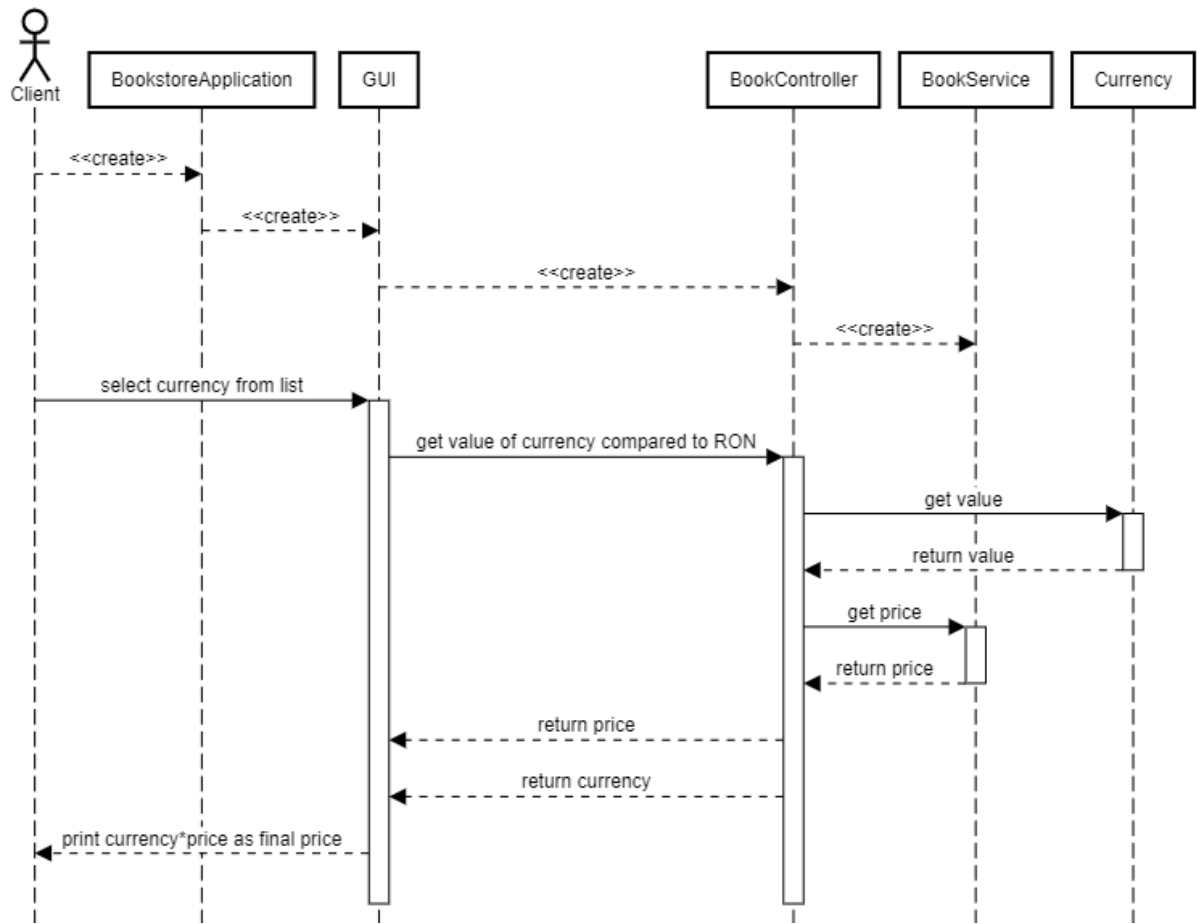 Client
BookstoreApplication
GUI
BookController
BookService
Currency
<<create>>
<<create>>
<<create>>
<<create>>
select currency from list
get value of currency compared to RON
get value
return value
get price
return price
return price
return currency
print currency*price as final price